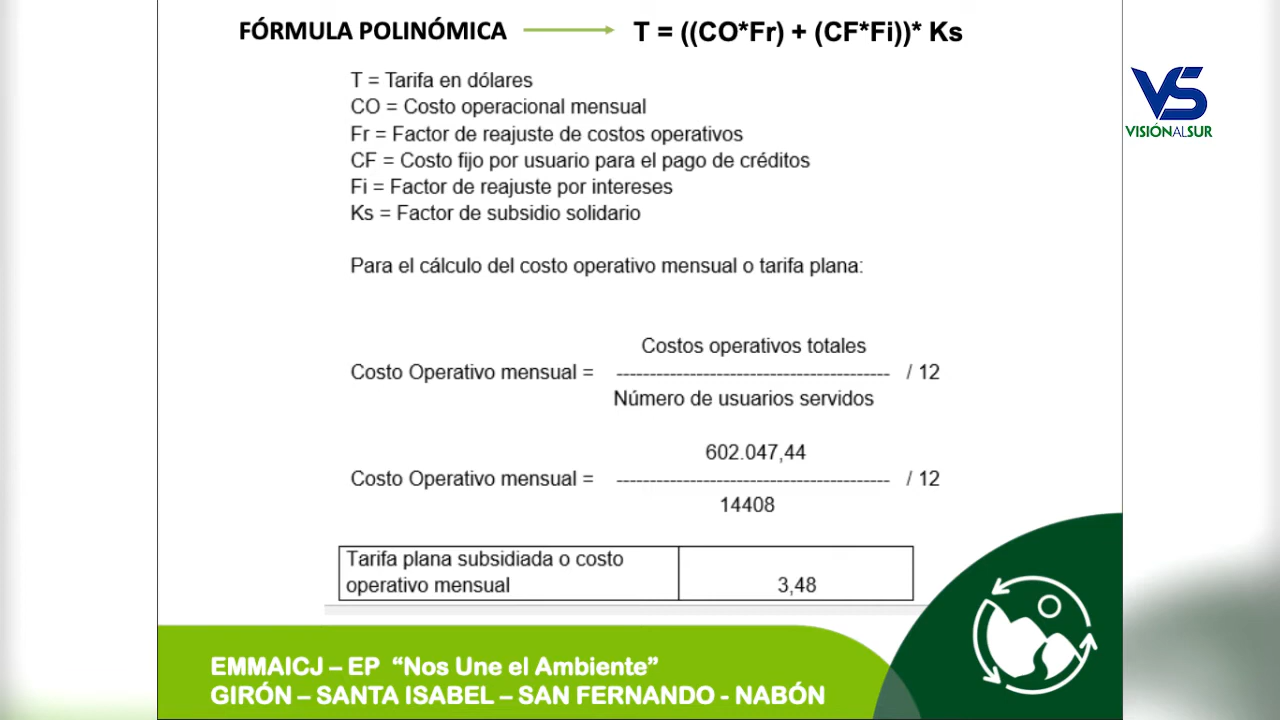 FÓRMULA POLINÓMICA T = ((CO*Fr) + (CF*Fi))* Ks
T = Tarifa en dólares
CO = Costo operacional mensual
Fr = Factor de reajuste de costos operativos
CF = Costo fijo por usuario para el pago de créditos
Fi = Factor de reajuste por intereses
Ks = Factor de subsidio solidario
VS
VISIÓNALSUR
Para el cálculo del costo operativo mensual o tarifa plana:
Costos operativos totales
Costo Operativo mensual = ----------------------------------------- / 12
Número de usuarios servidos
602.047,44
Costo Operativo mensual = ----------------------------------------- / 12
14408
Tarifa plana subsidiada o costo
operativo mensual 3,48
EMMAICJ – EP “Nos Une el Ambiente”
GIRÓN – SANTA ISABEL – SAN FERNANDO - NABÓN